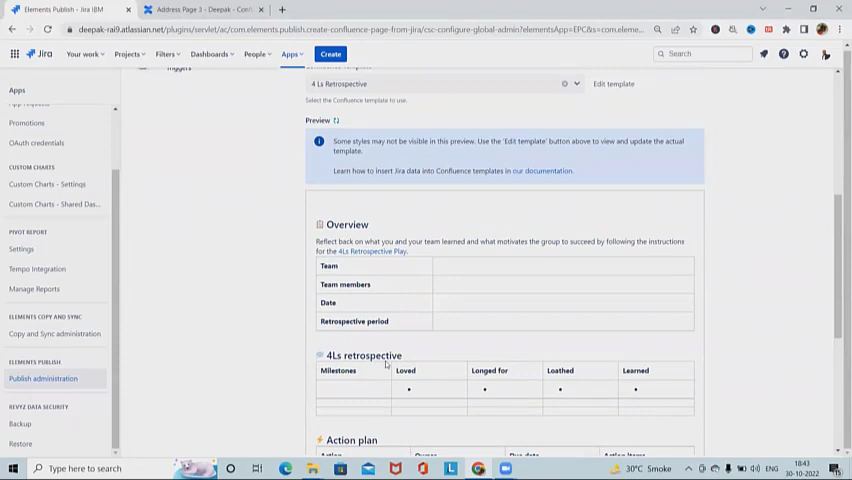 Elements Publish - Jira IBM
Address Page 3 - Deepak - Conf
deepak-rai9.atlassian.net/plugins/servlet/ac/com.elements.publish.create-confluence-page-from-jira/csc-configure-global-admin?elementsApp=EPC&s=com.eleme...
Jira
Your work
Projects
Filters
Dashboards
People
Apps
Create
Search
Apps
Triggers
4 Ls Retrospective
Edit template
Select the Confluence template to use.
Promotions
OAuth credentials
Preview
Some styles may not be visible in this preview. Use the 'Edit template' button above to view and update the actual
template.
Learn how to insert Jira data into Confluence templates in our documentation.
CUSTOM CHARTS
Custom Charts - Settings
Custom Charts - Shared Das...
PIVOT REPORT
Settings
Tempo Integration
Manage Reports
ELEMENTS COPY AND SYNC
Copy and Sync administration
ELEMENTS PUBLISH
Publish administration
REVYZ DATA SECURITY
Backup
Restore
Overview
Reflect back on what you and your team learned and what motivates the group to succeed by following the instructions
for the 4Ls Retrospective Play.
Team
Team members
Date
Retrospective period
4Ls retrospective
Milestones Loved Longed for Loathed Learned
Action plan
Type here to search
30°C Smoke
ENG
18:43
30-10-2022